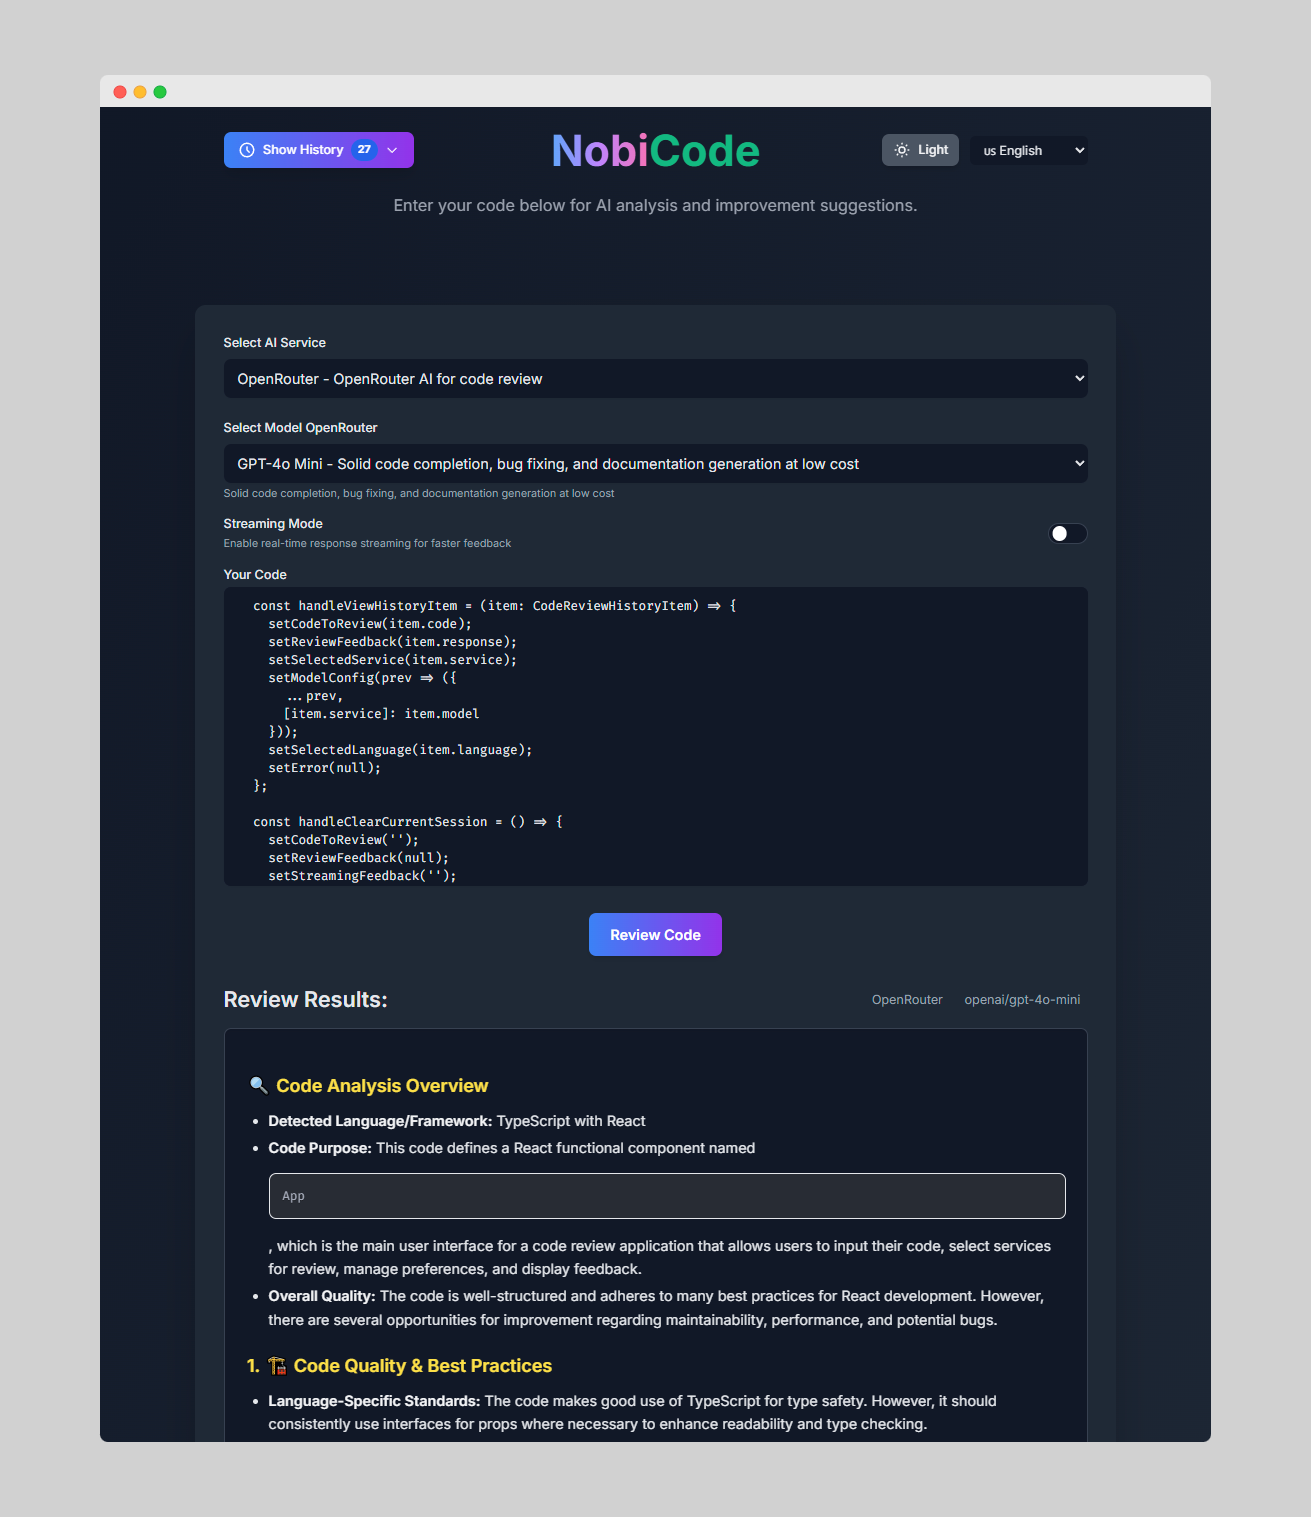 Show History 27
NobiCode
Light
us English
Enter your code below for AI analysis and improvement suggestions.
Select AI Service
OpenRouter - OpenRouter AI for code review
Select Model OpenRouter
GPT-4o Mini - Solid code completion, bug fixing, and documentation generation at low cost
Solid code completion, bug fixing, and documentation generation at low cost
Streaming Mode
Enable real-time response streaming for faster feedback
Your Code
const handleViewHistoryItem = (item: CodeReviewHistoryItem) => {
setCodeToReview(item.code);
setReviewFeedback(item.response);
setSelectedService(item.service);
setModelConfig(prev => ({
...prev,
[item.service]: item.model
}));
setSelectedLanguage(item.language);
setError(null);
};
const handleClearCurrentSession = () => {
setCodeToReview('');
setReviewFeedback(null);
setStreamingFeedback('');
Review Code
Review Results:
OpenRouter openai/gpt-4o-mini
🔍 Code Analysis Overview
• Detected Language/Framework: TypeScript with React
• Code Purpose: This code defines a React functional component named
App
, which is the main user interface for a code review application that allows users to input their code, select services
for review, manage preferences, and display feedback.
• Overall Quality: The code is well-structured and adheres to many best practices for React development. However,
there are several opportunities for improvement regarding maintainability, performance, and potential bugs.
1. 🏗️ Code Quality & Best Practices
• Language-Specific Standards: The code makes good use of TypeScript for type safety. However, it should
consistently use interfaces for props where necessary to enhance readability and type checking.